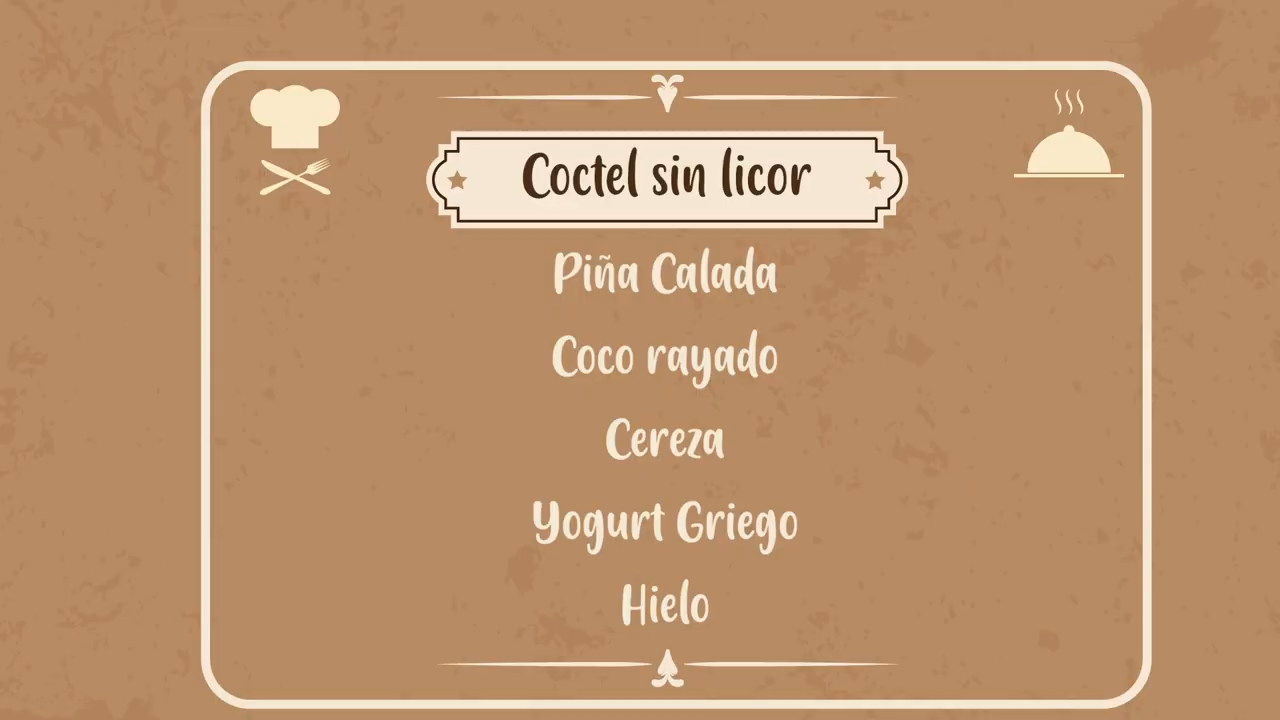 Coctel sin licor
Piña Calada
Coco rayado
Cereza
Yogurt Griego
Hielo